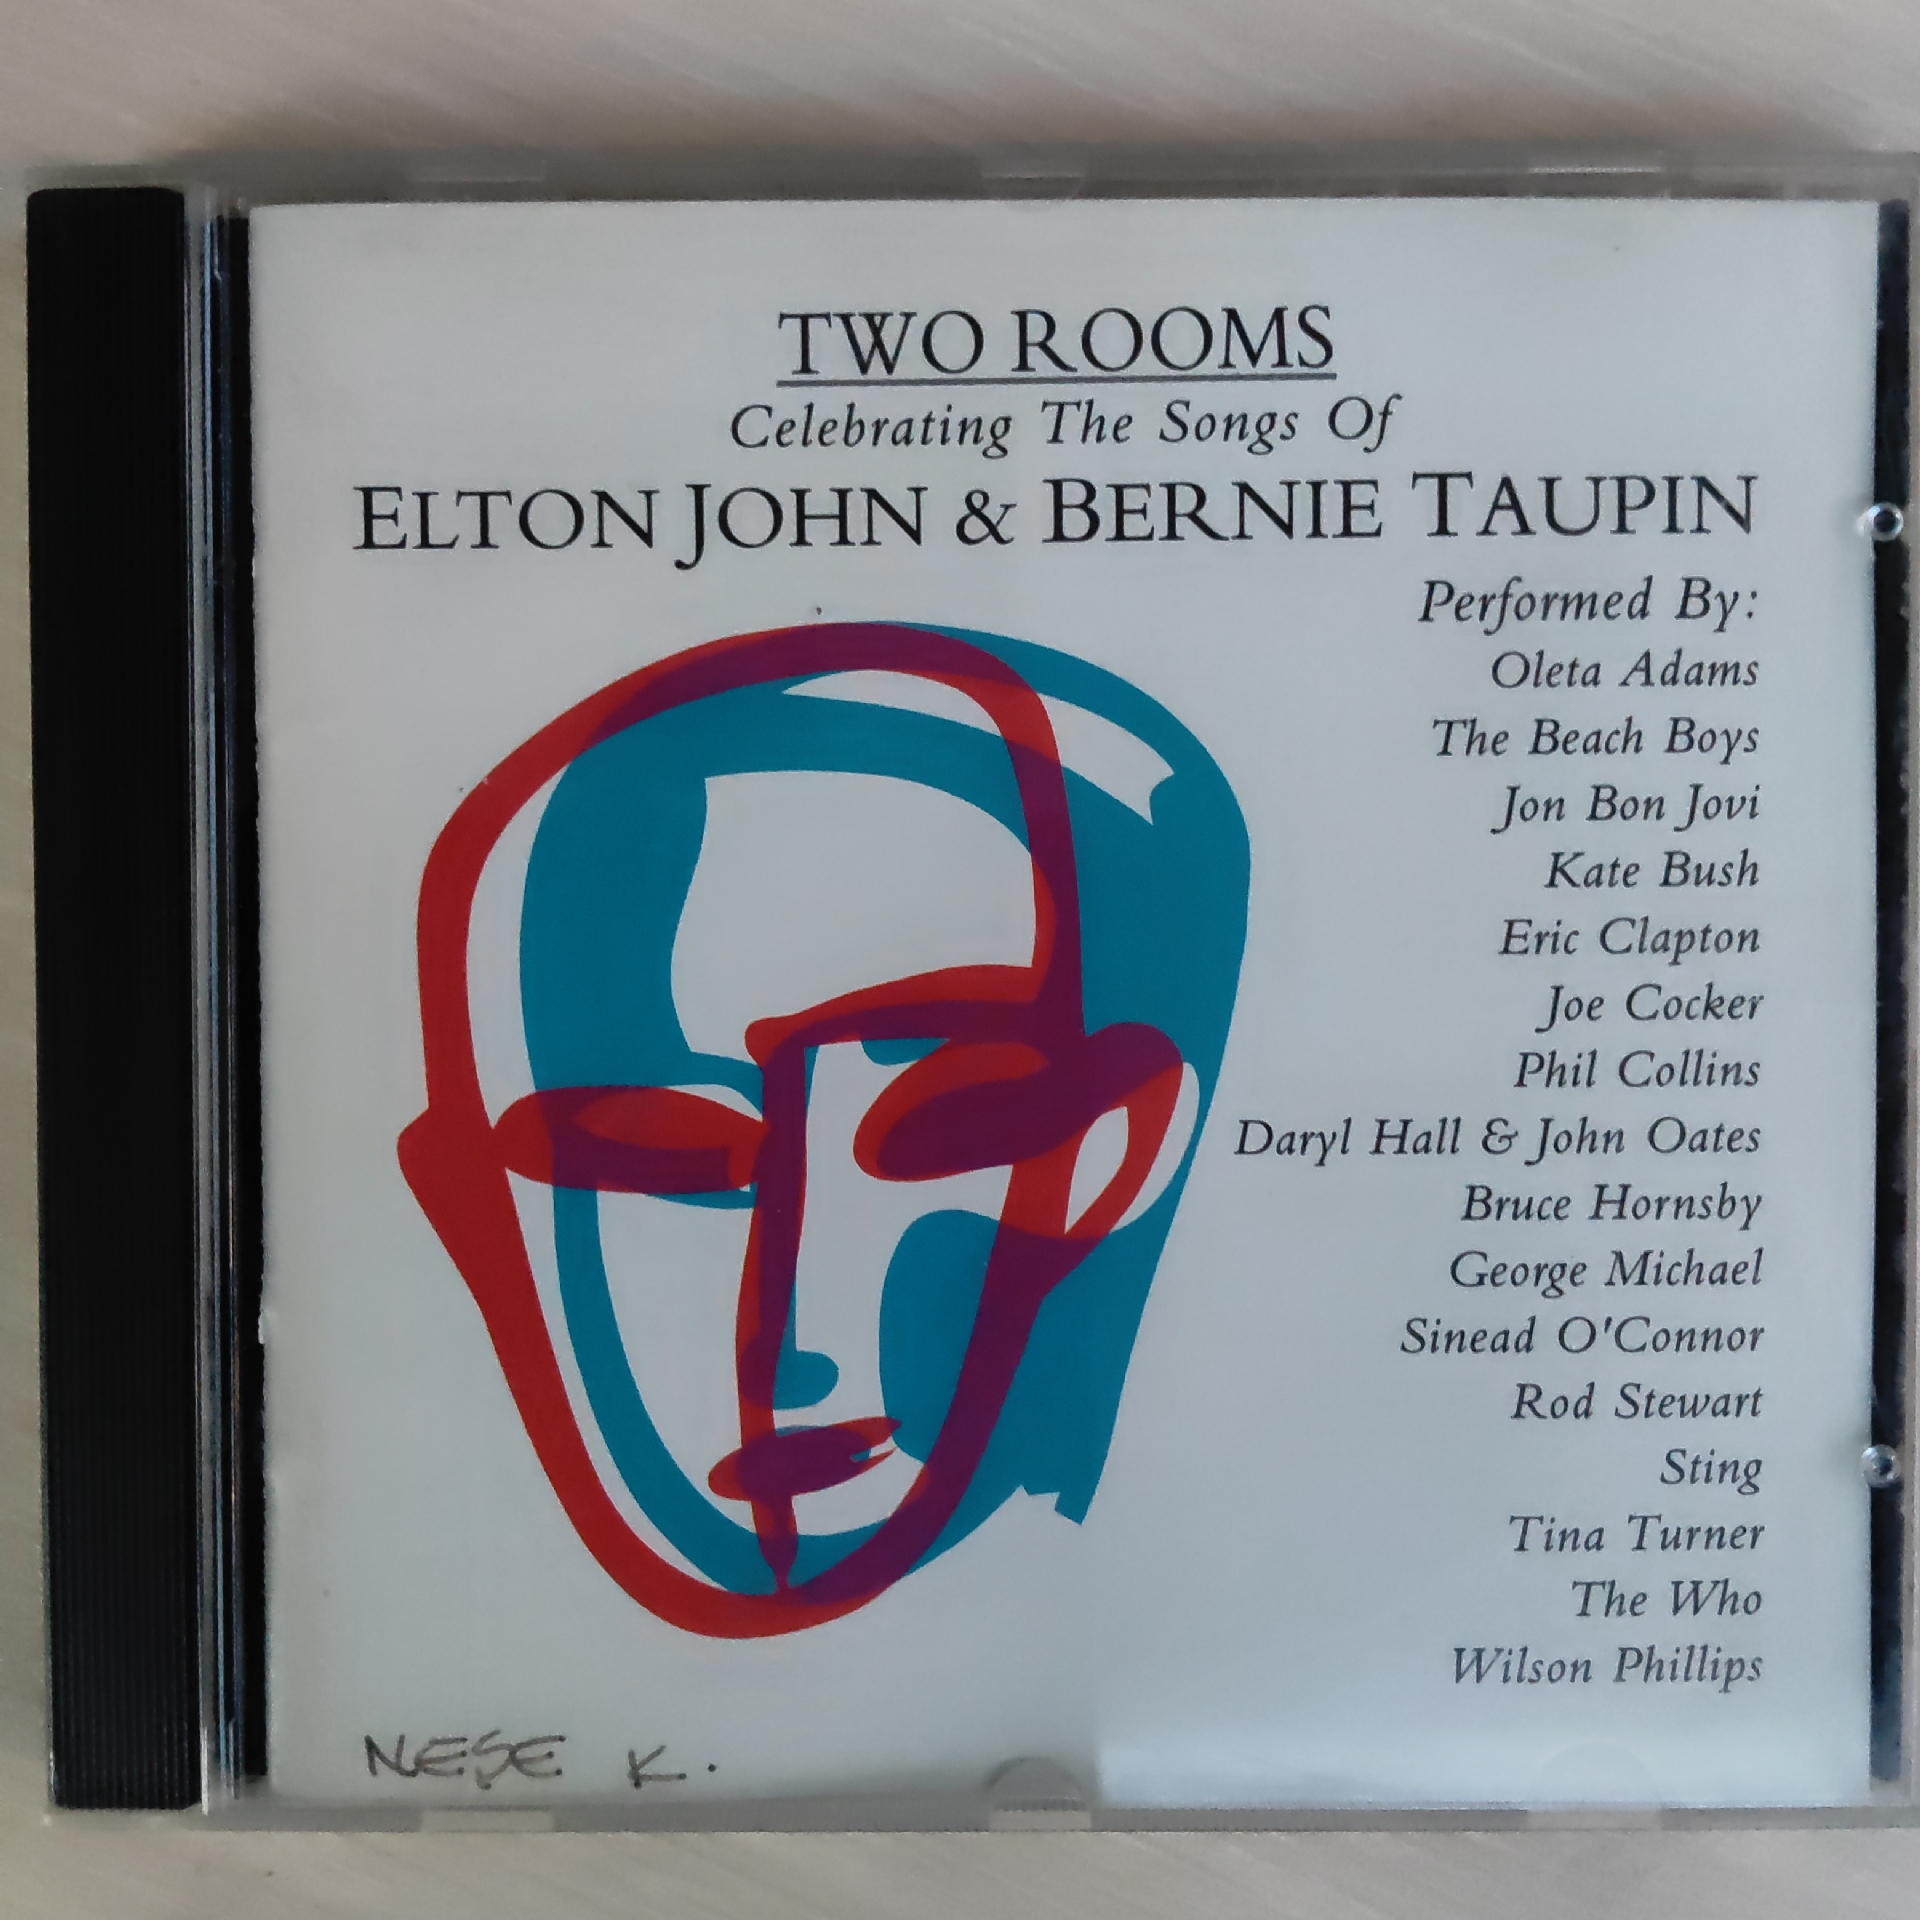 TWO ROOMS
Celebrating The Songs Of
ELTON JOHN & BERNIE TAUPIN
Performed By:
Oleta Adams
The Beach Boys
Jon Bon Jovi
Kate Bush
Eric Clapton
Joe Cocker
Phil Collins
Daryl Hall & John Oates
Bruce Hornsby
George Michael
Sinead O'Connor
Rod Stewart
Sting
Tina Turner
The Who
Wilson Phillips
NEŞE K.